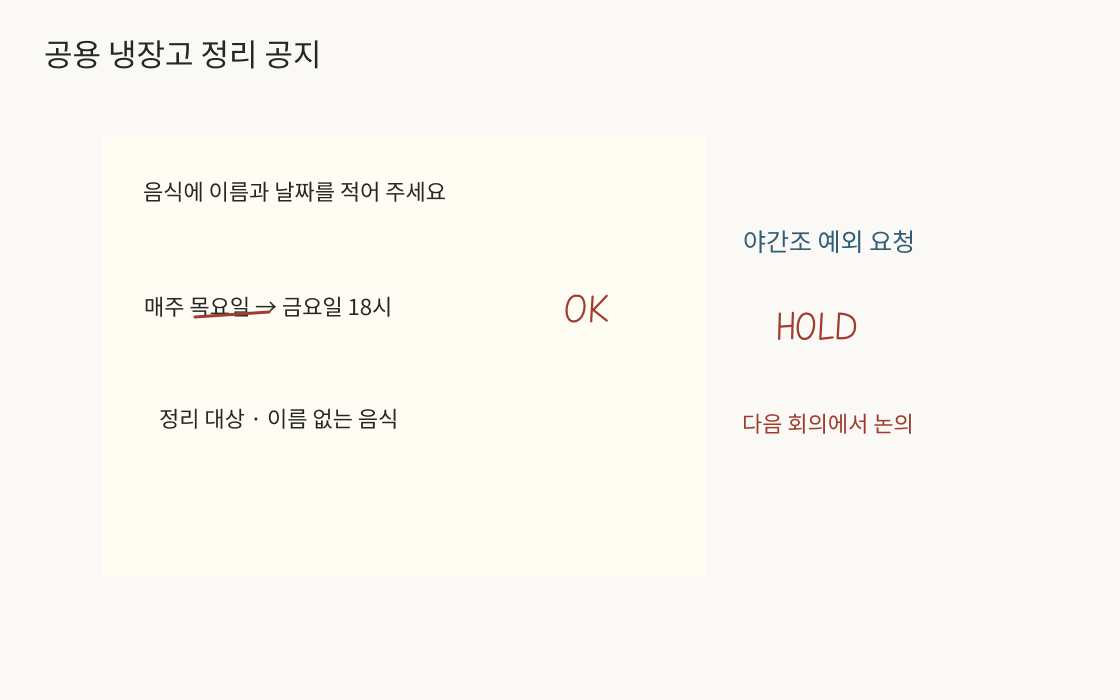 공용 냉장고 정리 공지
음식에 이름과 날짜를 적어 주세요
매주 목요일 → 금요일 18시
OK
정리 대상 · 이름 없는 음식
야간조 예외 요청
HOLD
다음 회의에서 논의